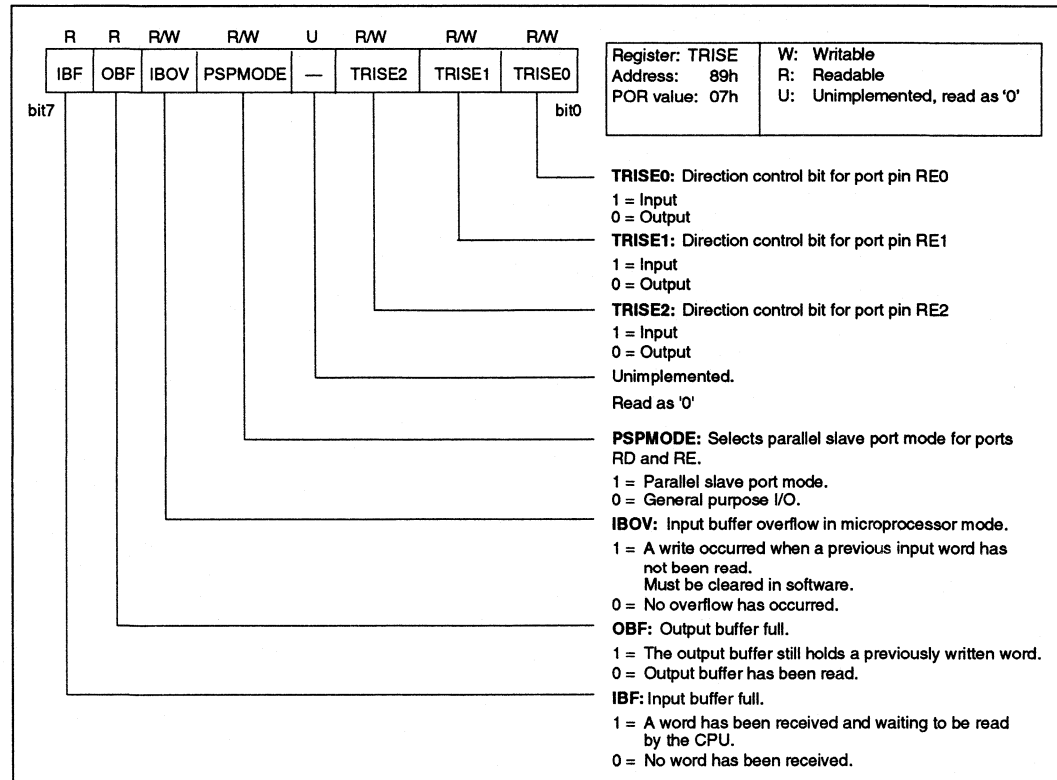 R R R/W R/W U R/W R/W R/W
IBF OBF IBOV PSPMODE — TRISE2 TRISE1 TRISE0
bit7 bit0
Register: TRISE
Address: 89h
POR value: 07h
W: Writable
R: Readable
U: Unimplemented, read as '0'
TRISE0: Direction control bit for port pin RE0
1 = Input
0 = Output
TRISE1: Direction control bit for port pin RE1
1 = Input
0 = Output
TRISE2: Direction control bit for port pin RE2
1 = Input
0 = Output
Unimplemented.
Read as '0'
PSPMODE: Selects parallel slave port mode for ports
RD and RE.
1 = Parallel slave port mode.
0 = General purpose I/O.
IBOV: Input buffer overflow in microprocessor mode.
1 = A write occurred when a previous input word has
not been read.
Must be cleared in software.
0 = No overflow has occurred.
OBF: Output buffer full.
1 = The output buffer still holds a previously written word.
0 = Output buffer has been read.
IBF: Input buffer full.
1 = A word has been received and waiting to be read
by the CPU.
0 = No word has been received.